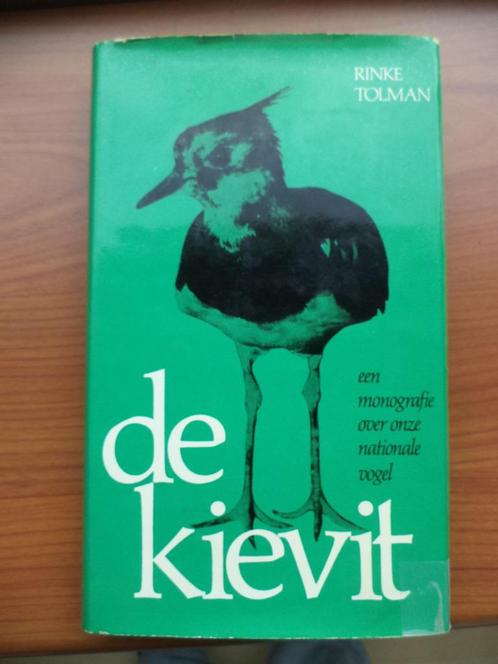 RINKE
TOLMAN
een
monografie
over onze
nationale
vogel
de
kievit